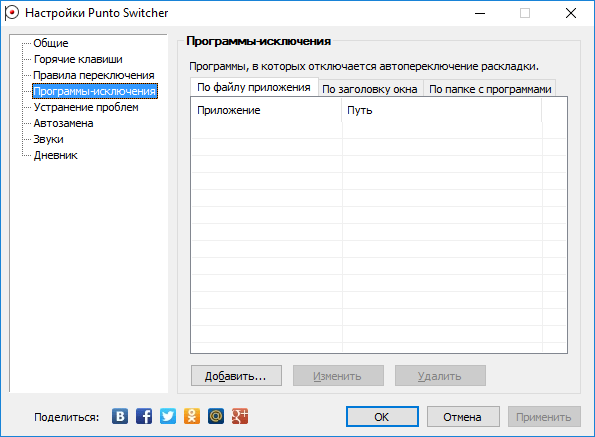 Настройки Punto Switcher
Общие
Горячие клавиши
Правила переключения
Программы-исключения
Устранение проблем
Автозамена
Звуки
Дневник
Программы-исключения
Программы, в которых отключается автопереключение раскладки.
По файлу приложения По заголовку окна По папке с программами
Приложение Путь
Добавить... Изменить Удалить
Поделиться: B f @ g+
OK Отмена Применить